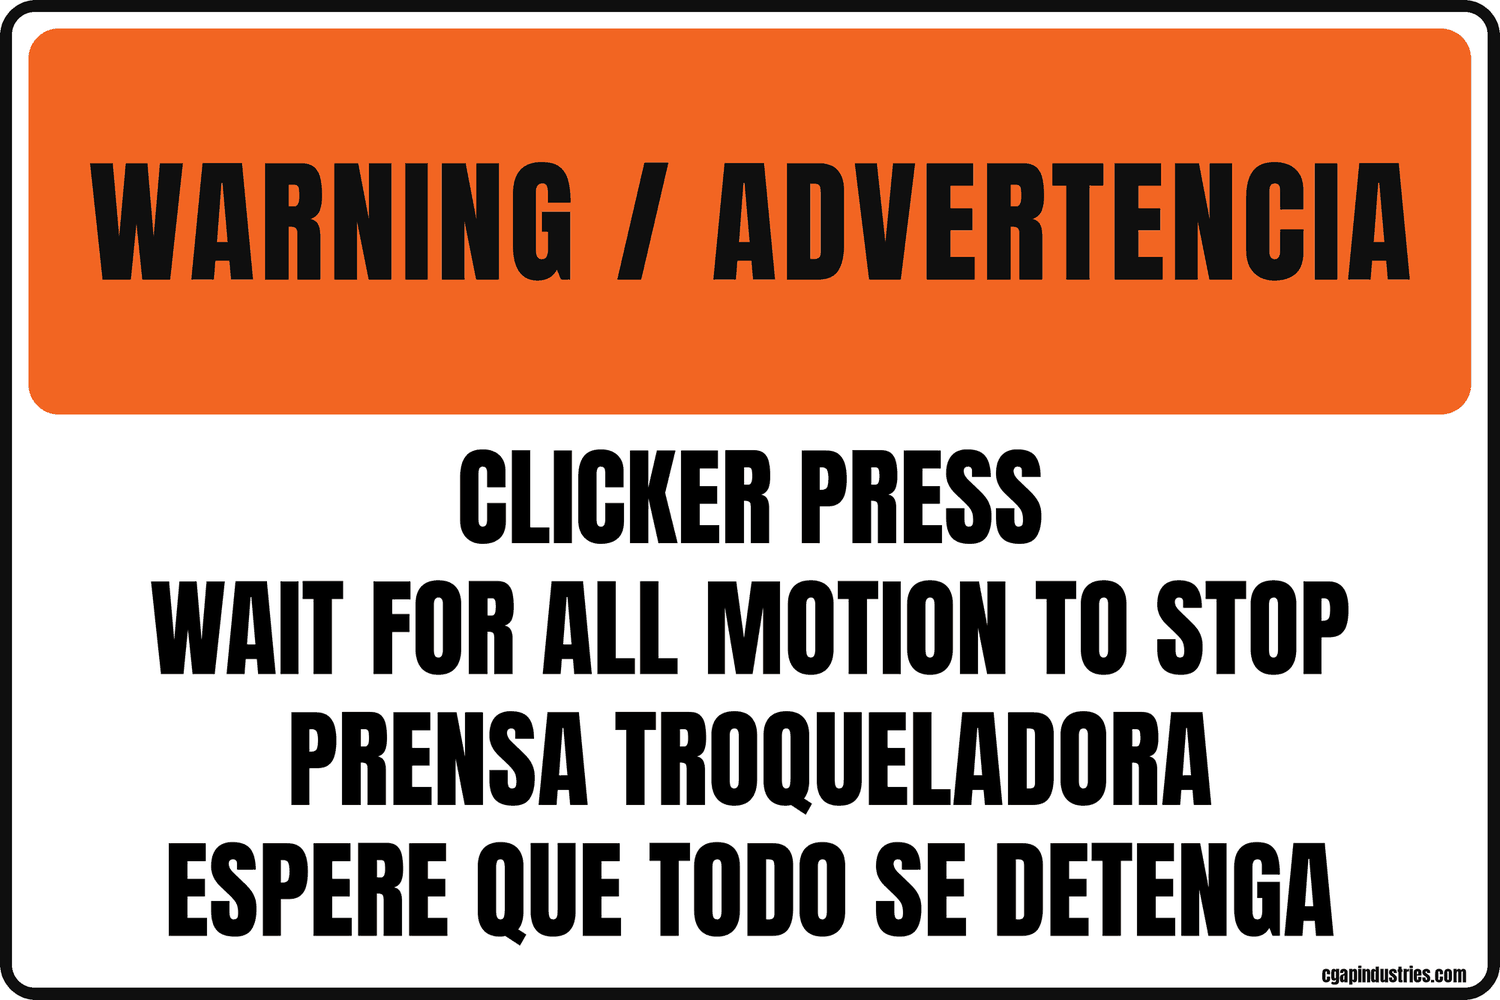 WARNING / ADVERTENCIA
CLICKER PRESS
WAIT FOR ALL MOTION TO STOP
PRENSA TROQUELADORA
ESPERE QUE TODO SE DETENGA
cgapindustries.com